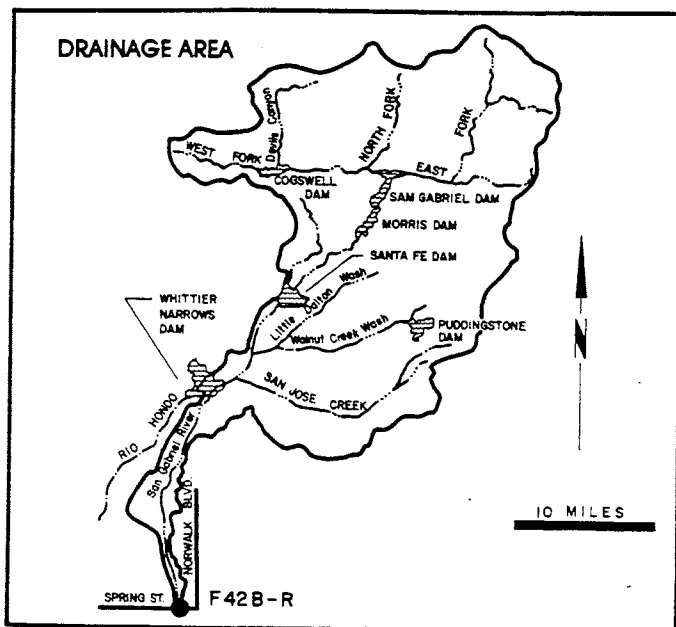 DRAINAGE AREA
Devils Canyon
NORTH FORK
FORK
WEST FORK
EAST
COGSWELL
DAM
SAM GABRIEL DAM
MORRIS DAM
SANTA FE DAM
WHITTIER
NARROWS
DAM
Little Dalton Wash
Walnut Creek Wash
PUDDINGSTONE
DAM
N
SAN JOSE CREEK
RIO HONDO
San Gabriel River
NORWALK BLVD.
10 MILES
SPRING ST.
F42B-R